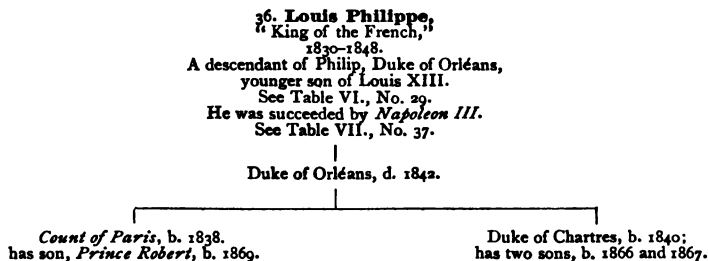 36. Louis Philippe,
"King of the French,"
1830–1848.
A descendant of Philip, Duke of Orléans,
younger son of Louis XIII.
See Table VI., No. 29.
He was succeeded by Napoleon III.
See Table VII., No. 37.
Duke of Orléans, d. 1842.
Count of Paris, b. 1838.
has son, Prince Robert, b. 1869.
Duke of Chartres, b. 1840;
has two sons, b. 1866 and 1867.